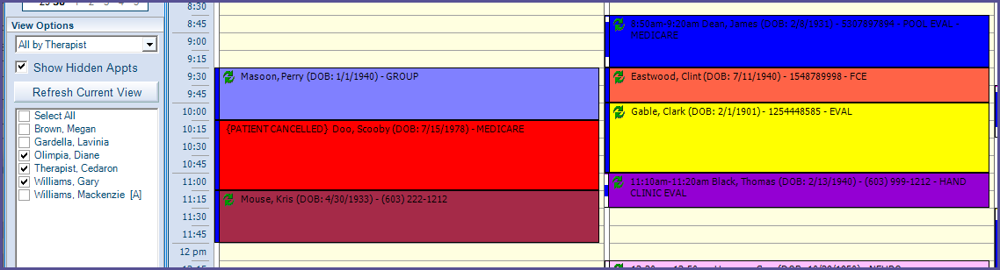 View Options
All by Therapist
Show Hidden Appts
Refresh Current View
Select All
Brown, Megan
Gardella, Lavinia
Olimpia, Diane
Therapist, Cedaron
Williams, Gary
Williams, Mackenzie [A]
8:30
8:45
9:00
9:15
9:30
9:45
10:00
10:15
10:30
10:45
11:00
11:15
11:30
11:45
12 pm
Masoon, Perry (DOB: 1/1/1940) - GROUP
{PATIENT CANCELLED} Doo, Scooby (DOB: 7/15/1978) - MEDICARE
Mouse, Kris (DOB: 4/30/1933) - (603) 222-1212
8:50am-9:20am Dean, James (DOB: 2/8/1931) - 5307897894 - POOL EVAL
MEDICARE
Eastwood, Clint (DOB: 7/11/1940) - 1548789998 - FCE
Gable, Clark (DOB: 2/1/1901) - 1254448585 - EVAL
11:10am-11:20am Black, Thomas (DOB: 2/13/1940) - (603) 999-1212 - HAND
CLINIC EVAL